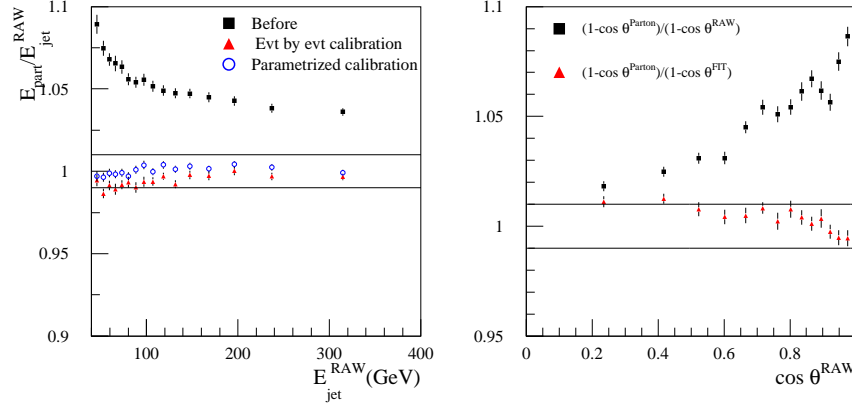 E_part/E_jet^RAW
1.1
1.05
1
0.95
0.9
Before
Evt by evt calibration
Parametrized calibration
100
200
300
400
E_jet^RAW(GeV)
1.1
1.05
1
0.95
(1-cos θ^Parton)/(1-cos θ^RAW)
(1-cos θ^Parton)/(1-cos θ^FIT)
0
0.2
0.4
0.6
0.8
cos θ^RAW